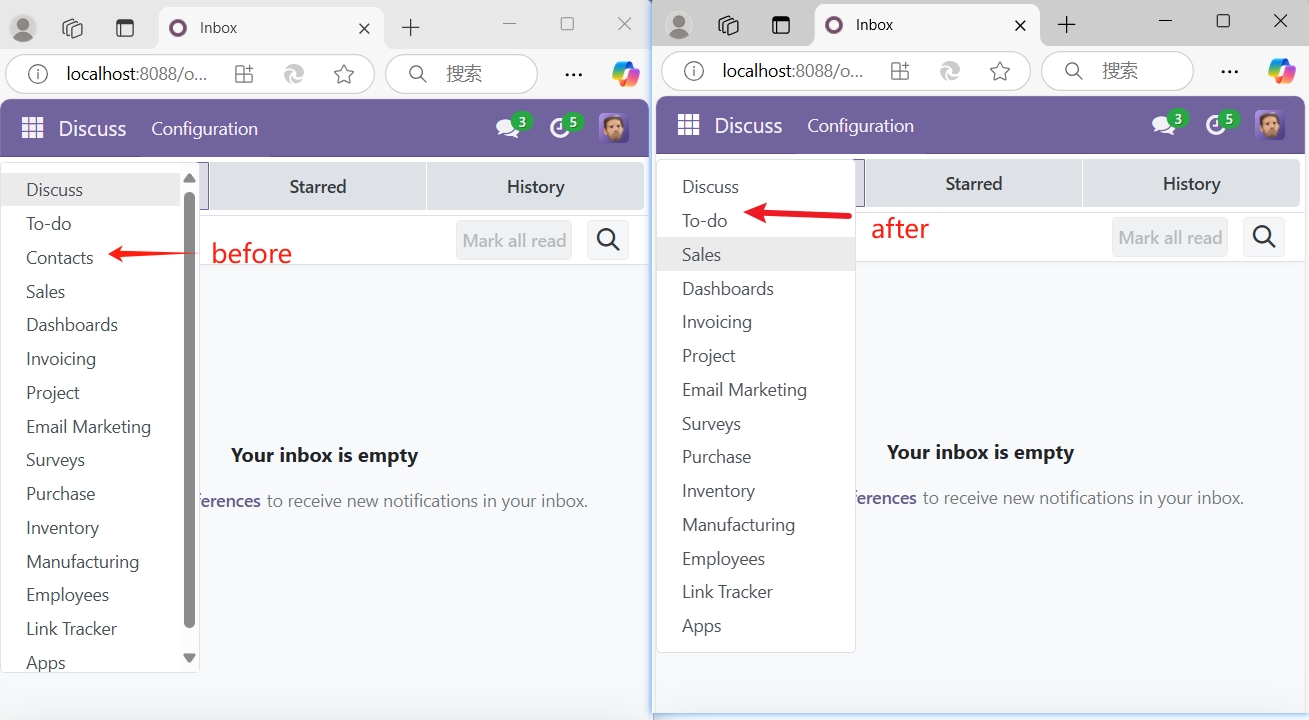 Inbox
localhost:8088/o...
搜索
Discuss
Configuration
3
5
Discuss
To-do
Contacts
Sales
Dashboards
Invoicing
Project
Email Marketing
Surveys
Purchase
Inventory
Manufacturing
Employees
Link Tracker
Apps
before
Starred
History
Mark all read
Your inbox is empty
erences to receive new notifications in your inbox.
Inbox
localhost:8088/o...
搜索
Discuss
Configuration
3
5
Discuss
To-do
Sales
Dashboards
Invoicing
Project
Email Marketing
Surveys
Purchase
Inventory
Manufacturing
Employees
Link Tracker
Apps
after
Starred
History
Mark all read
Your inbox is empty
erences to receive new notifications in your inbox.